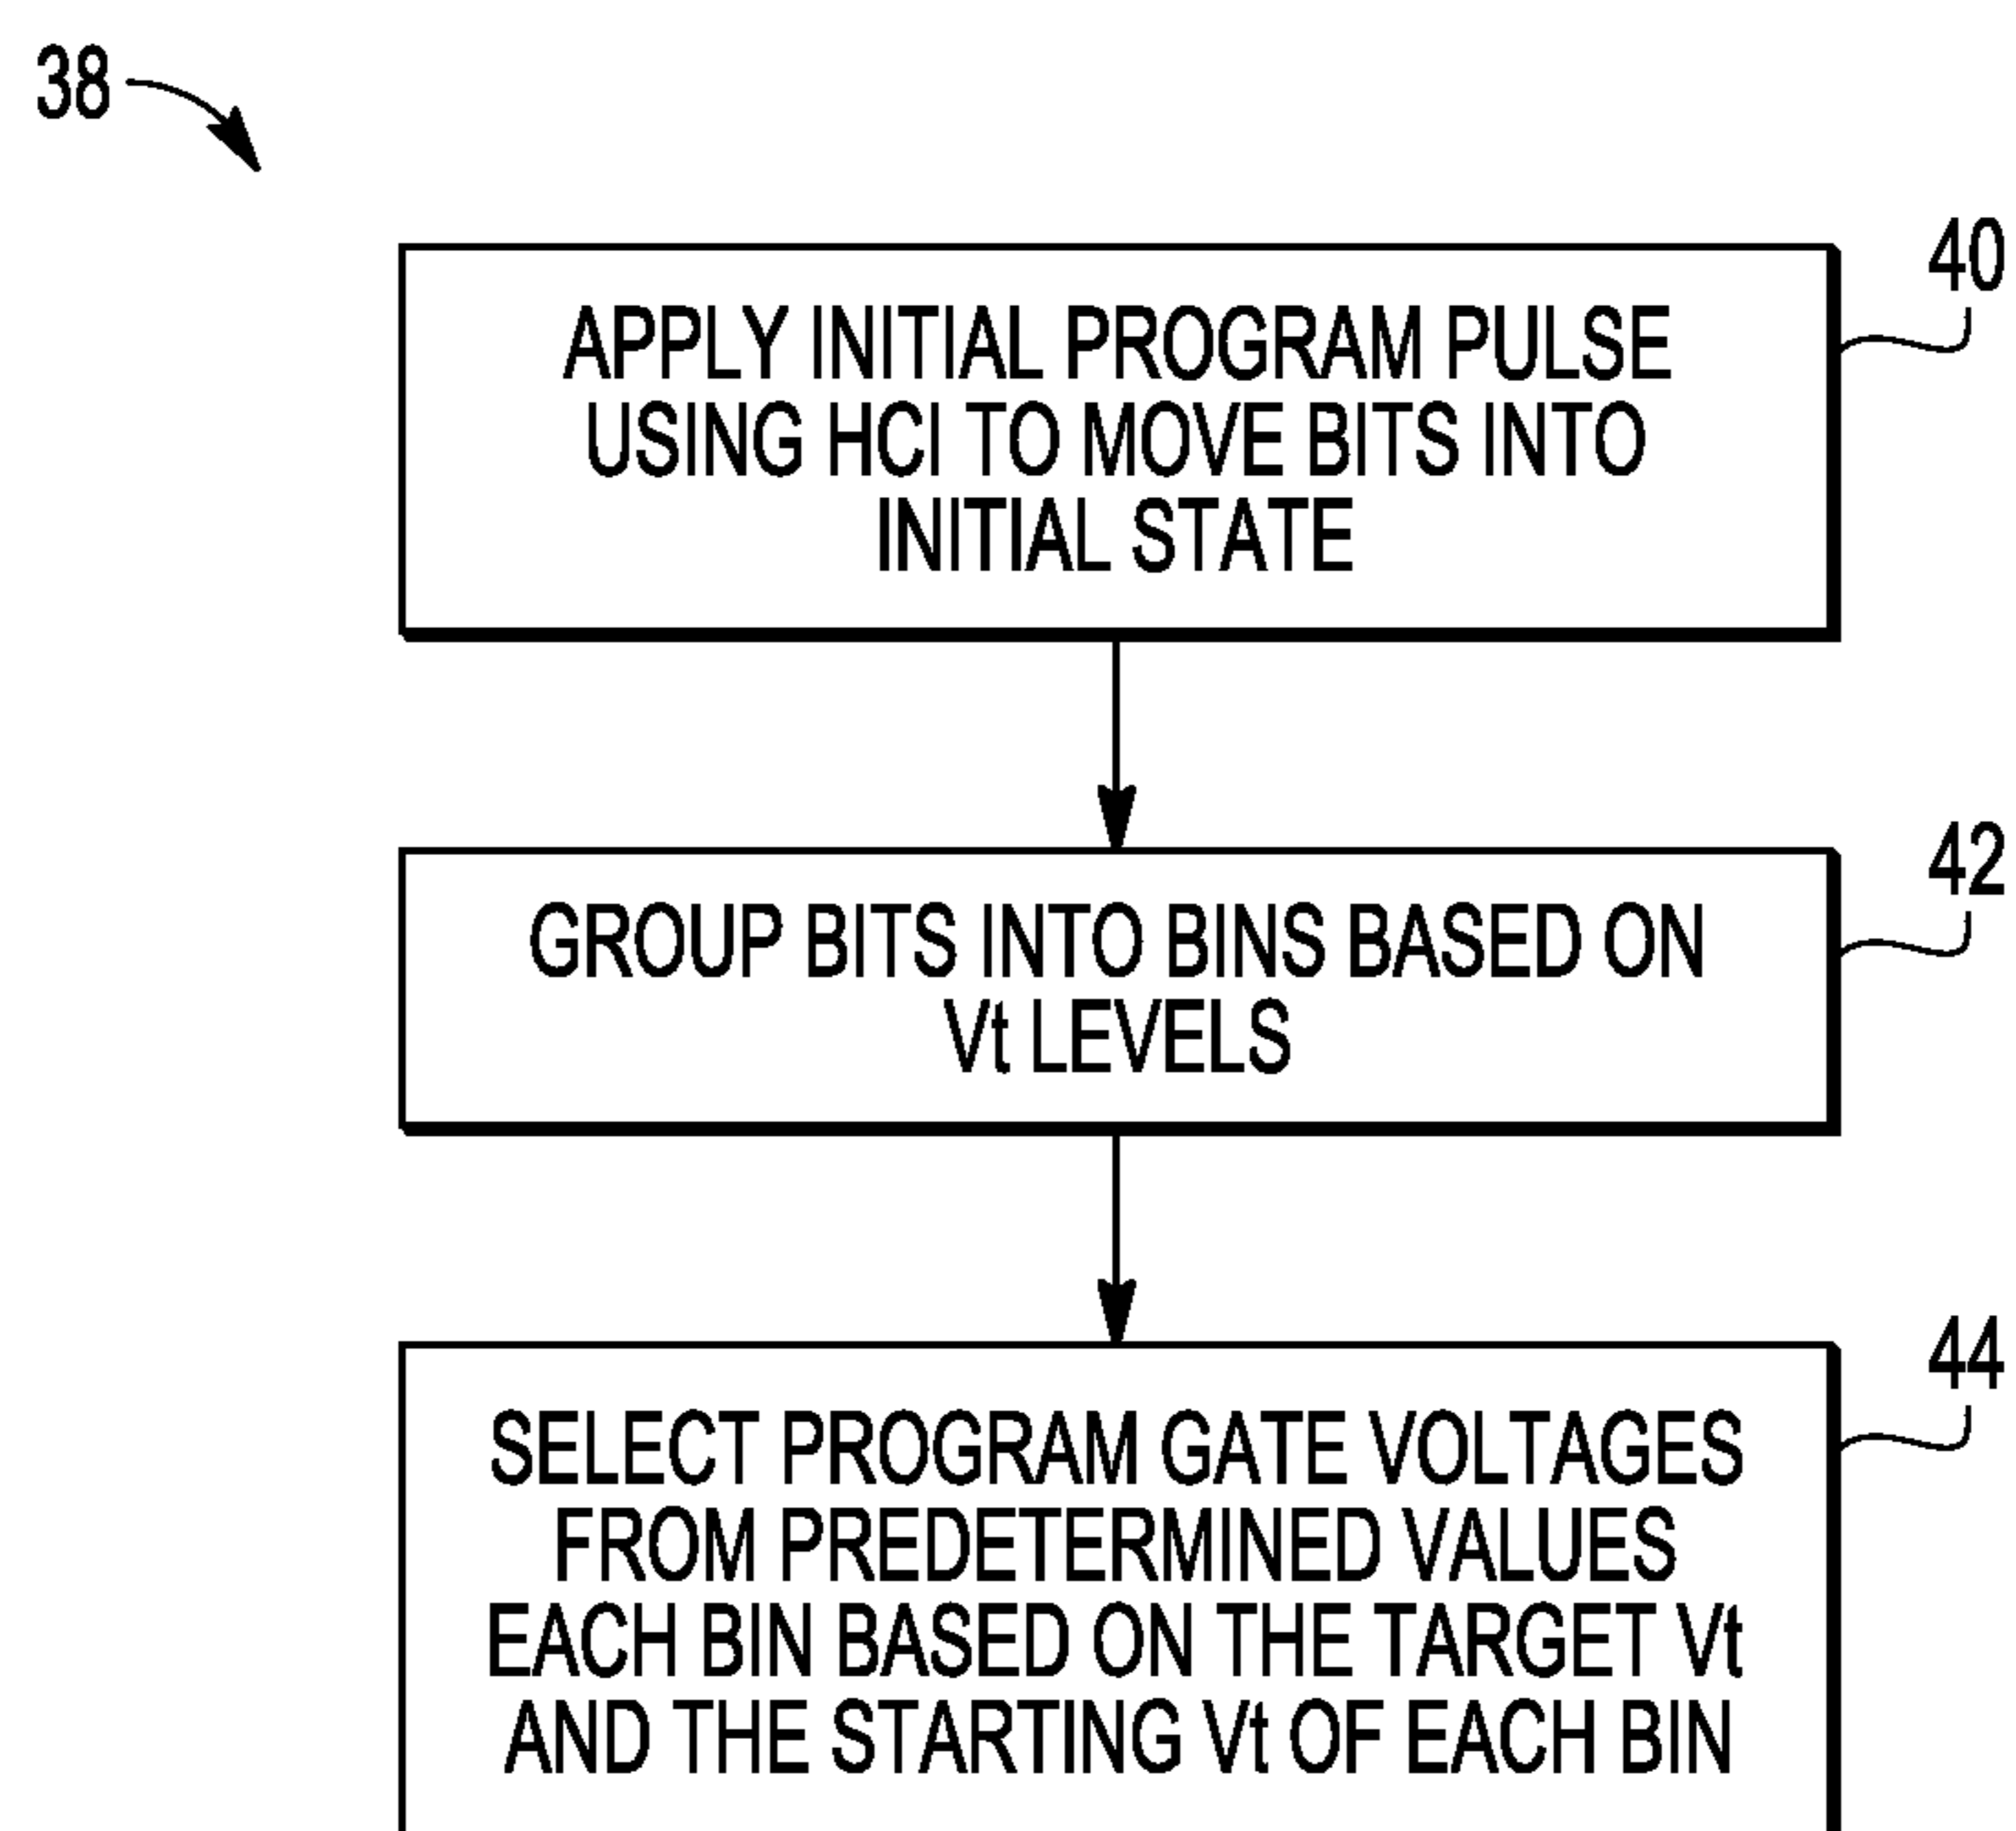 38
40
APPLY INITIAL PROGRAM PULSE
USING HCI TO MOVE BITS INTO
INITIAL STATE
42
GROUP BITS INTO BINS BASED ON
Vt LEVELS
44
SELECT PROGRAM GATE VOLTAGES
FROM PREDETERMINED VALUES
EACH BIN BASED ON THE TARGET Vt
AND THE STARTING Vt OF EACH BIN